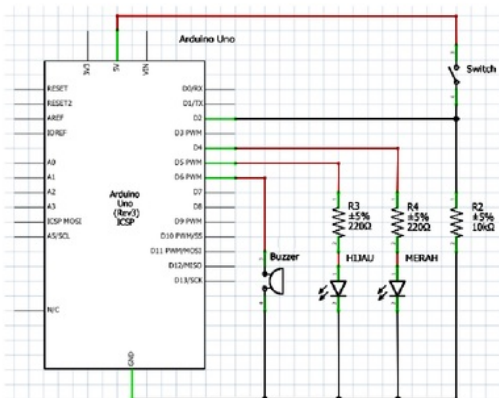 Arduino Uno
3V3
5V
VIN
RESET
RESET2
AREF
IOREF
A0
A1
A2
A3
ICSP MOSI
A5/SCL
N/C
D0/RX
D1/TX
D2
D3 PWM
D4
D5 PWM
D6 PWM
D7
D8
D9 PWM
D10 PWM/SS
D11 PWM/MOSI
D12/MISO
D13/SCK
Arduino
Uno
(Rev3)
ICSP
GND
Switch
Buzzer
R3
±5%
220Ω
HIJAU
R4
±5%
220Ω
MERAH
R2
±5%
10kΩ